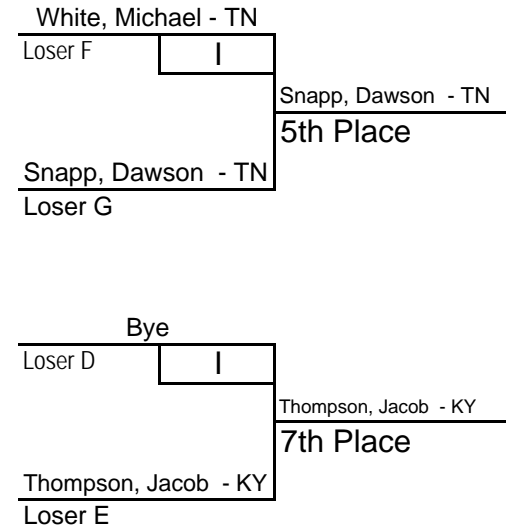 White, Michael - TN
Loser F
I
Snapp, Dawson - TN
5th Place
Snapp, Dawson - TN
Loser G
Bye
Loser D
I
Thompson, Jacob - KY
7th Place
Thompson, Jacob - KY
Loser E